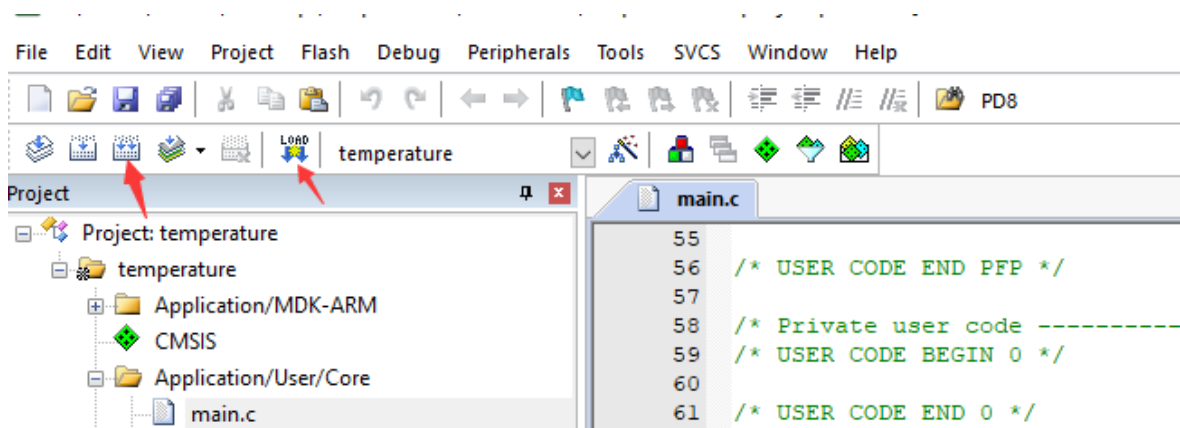 File Edit View Project Flash Debug Peripherals Tools SVCS Window Help
PD8
LOAD temperature
Project
main.c
Project: temperature
temperature
Application/MDK-ARM
CMSIS
Application/User/Core
main.c
55
56 /* USER CODE END PFP */
57
58 /* Private user code ----------
59 /* USER CODE BEGIN 0 */
60
61 /* USER CODE END 0 */